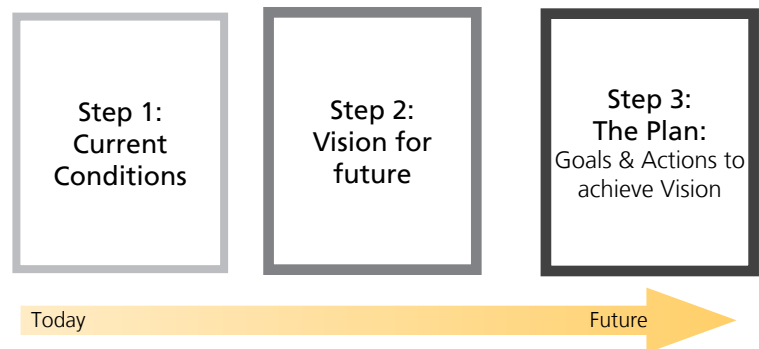 Step 1:
Current
Conditions
Step 2:
Vision for
future
Step 3:
The Plan:
Goals & Actions to
achieve Vision
Today
Future